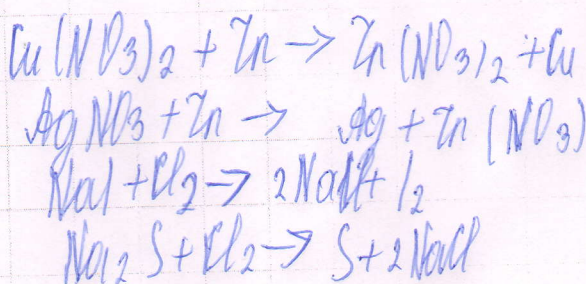 Cu(NO3)2 + Zn → Zn(NO3)2 + Cu
AgNO3 + Zn → Ag + Zn(NO3)
NaI + Cl2 → 2NaCl + I2
Na2S + Cl2 → S + 2NaCl